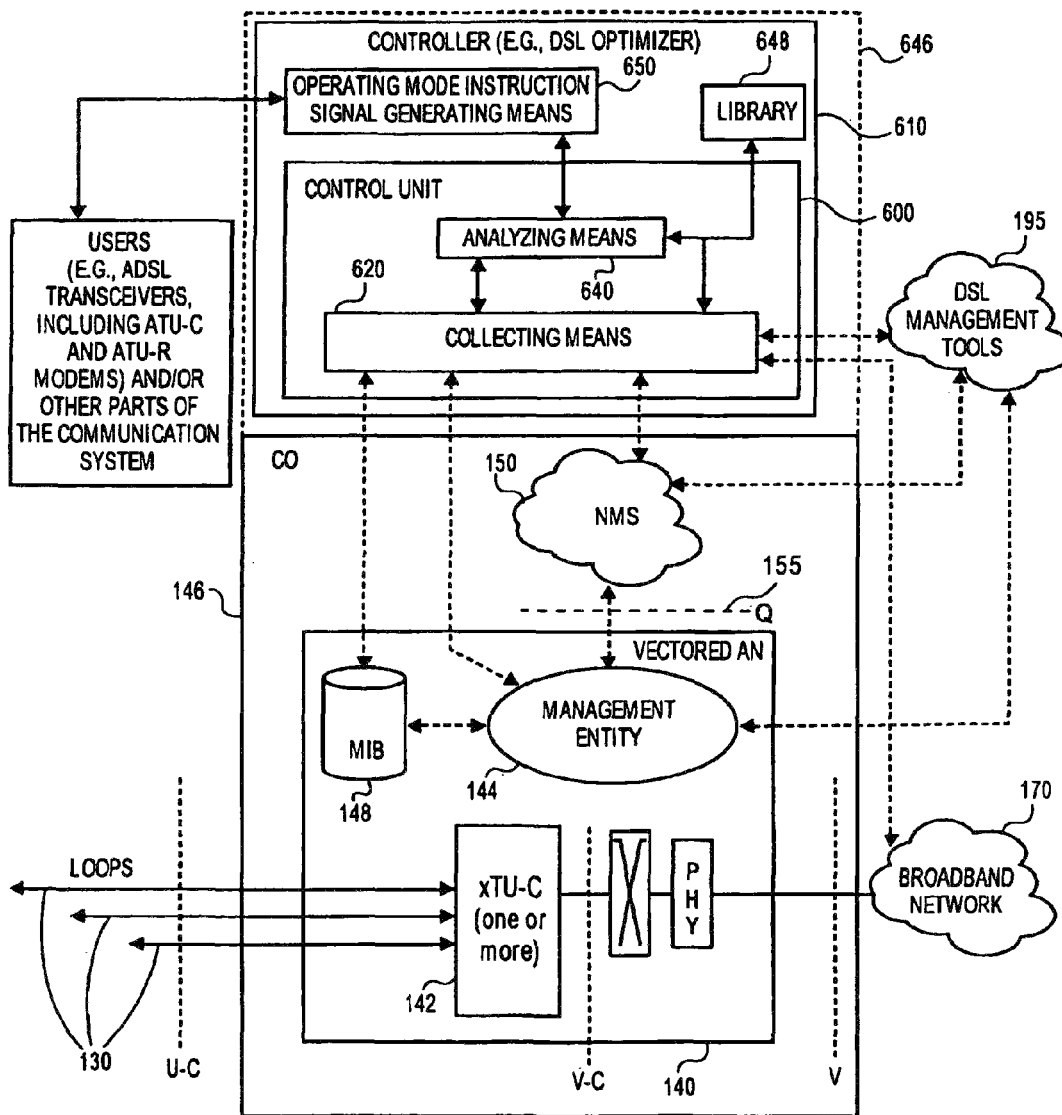 CONTROLLER (E.G., DSL OPTIMIZER)
646
650
648
OPERATING MODE INSTRUCTION
SIGNAL GENERATING MEANS
LIBRARY
610
CONTROL UNIT
600
USERS
(E.G., ADSL
TRANSCEIVERS,
INCLUDING ATU-C
AND ATU-R
MODEMS) AND/OR
OTHER PARTS OF
THE COMMUNICATION
SYSTEM
ANALYZING MEANS
620
640
COLLECTING MEANS
195
DSL
MANAGEMENT
TOOLS
CO
150
NMS
146
155
Q
VECTORED AN
MIB
MANAGEMENT
ENTITY
148
144
170
LOOPS
xTU-C
(one or
more)
P
H
Y
BROADBAND
NETWORK
142
130
U-C
V-C
140
V